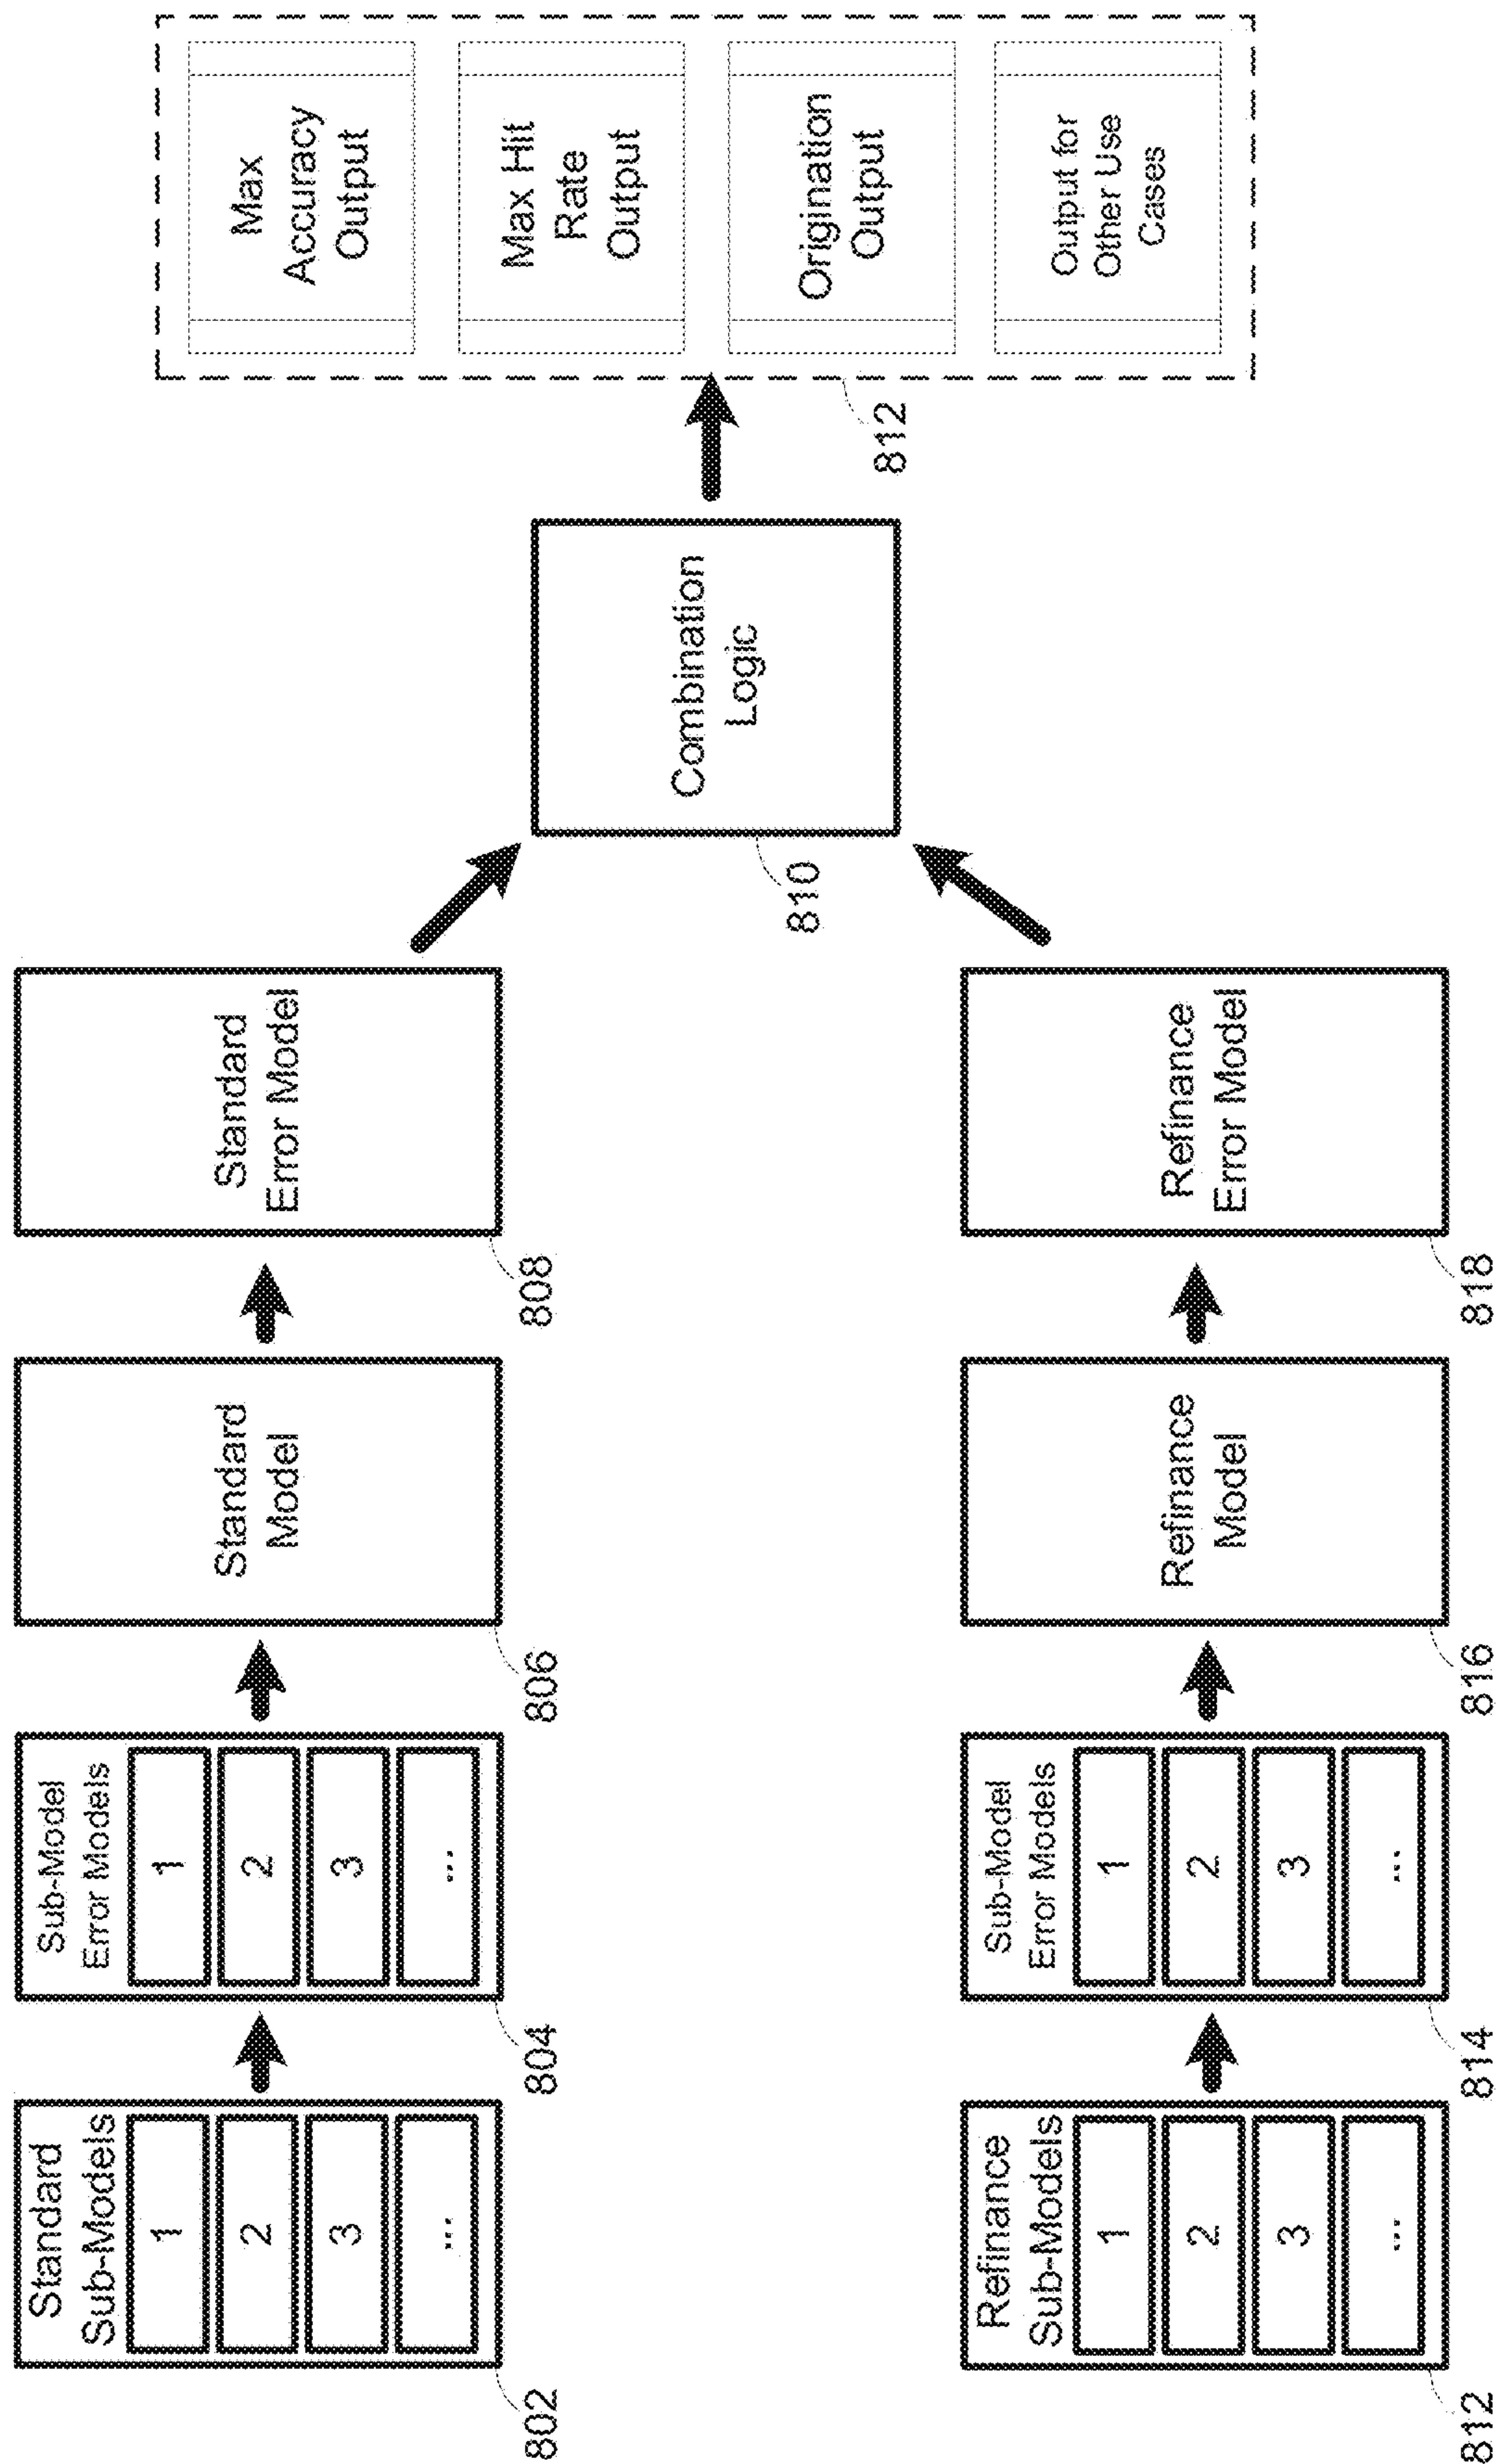 Standard
Sub-Models
1
2
3
...
802
Sub-Model
Error Models
1
2
3
...
804
Standard
Model
806
Standard
Error Model
808
Refinance
Sub-Models
1
2
3
...
812
Sub-Model
Error Models
1
2
3
...
814
Refinance
Model
816
Refinance
Error Model
818
Combination
Logic
810
Max
Accuracy
Output
Max Hit
Rate
Output
Origination
Output
Output for
Other Use
Cases
812